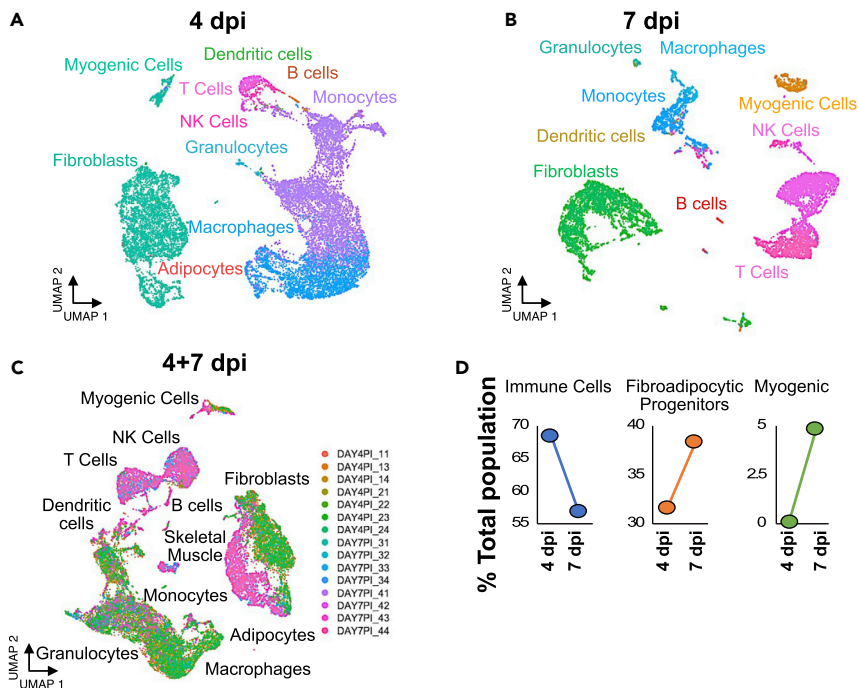 A
4 dpi
Dendritic cells
Myogenic Cells
B cells
T Cells
Monocytes
NK Cells
Granulocytes
Fibroblasts
Macrophages
Adipocytes
UMAP 2
UMAP 1
B
7 dpi
Granulocytes
Macrophages
Monocytes
Myogenic Cells
NK Cells
Dendritic cells
Fibroblasts
B cells
T Cells
UMAP 2
UMAP 1
C
4+7 dpi
Myogenic Cells
NK Cells
T Cells
Fibroblasts
Dendritic
cells
B cells
Skeletal
Muscle
Monocytes
Adipocytes
Granulocytes
Macrophages
UMAP 2
UMAP 1
DAY4PI_11
DAY4PI_13
DAY4PI_14
DAY4PI_21
DAY4PI_22
DAY4PI_23
DAY4PI_24
DAY7PI_31
DAY7PI_32
DAY7PI_33
DAY7PI_34
DAY7PI_41
DAY7PI_42
DAY7PI_43
DAY7PI_44
D
% Total population
Immune Cells
70
65
60
55
4 dpi
7 dpi
Fibroadipocytic
Progenitors
40
35
30
4 dpi
7 dpi
Myogenic
5
2.5
0
4 dpi
7 dpi